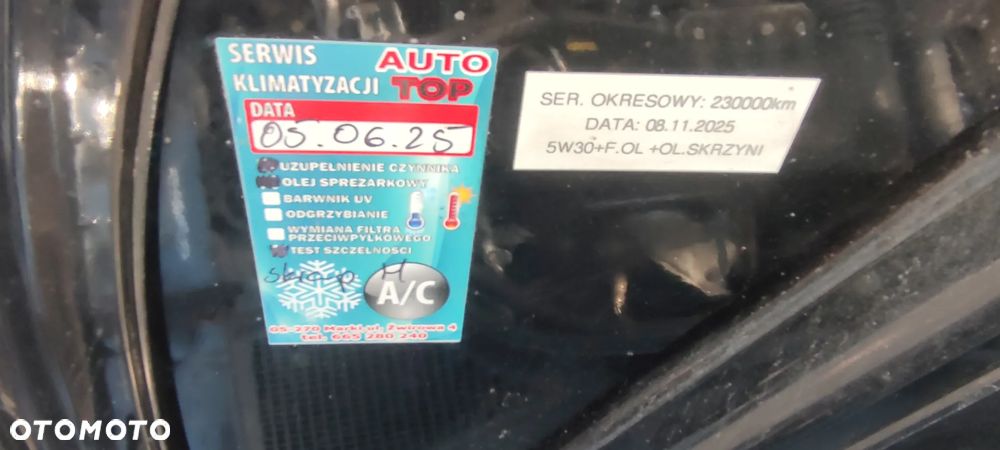 SERWIS
KLIMATYZACJI
AUTO
TOP
DATA
05.06.25
UZUPEŁNIENIE CZYNNIKA
OLEJ SPRĘŻARKOWY
BARWNIK UV
ODGRZYBIANIE
WYMIANA FILTRA
PRZECIWPYŁKOWEGO
TEST SZCZELNOŚCI
A/C
05-270 Marki ul. Żwirowa 4
tel. 665 280 240
SER. OKRESOWY: 230000km
DATA: 08.11.2025
5W30+F.OL +OL.SKRZYNI
OTOMOTO